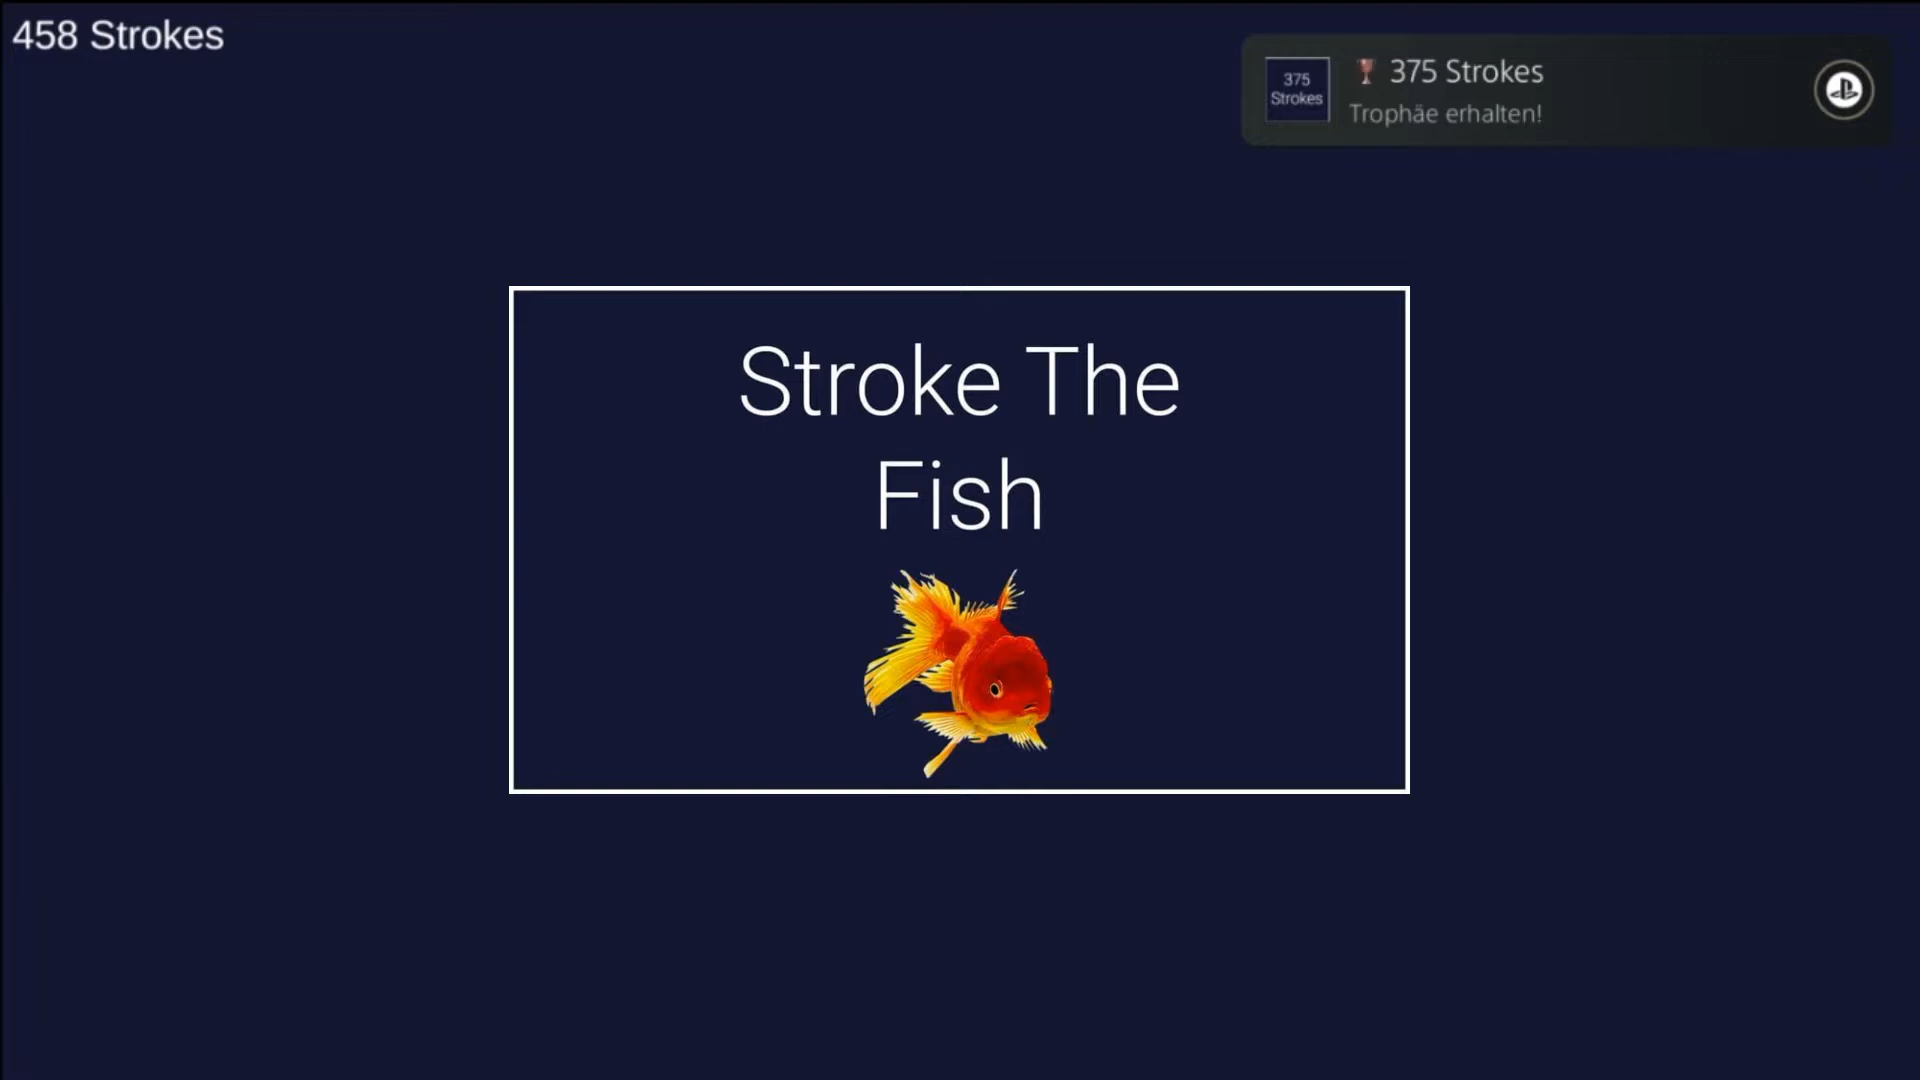 458 Strokes
375
Strokes
375 Strokes
Trophäe erhalten!
Stroke The
Fish